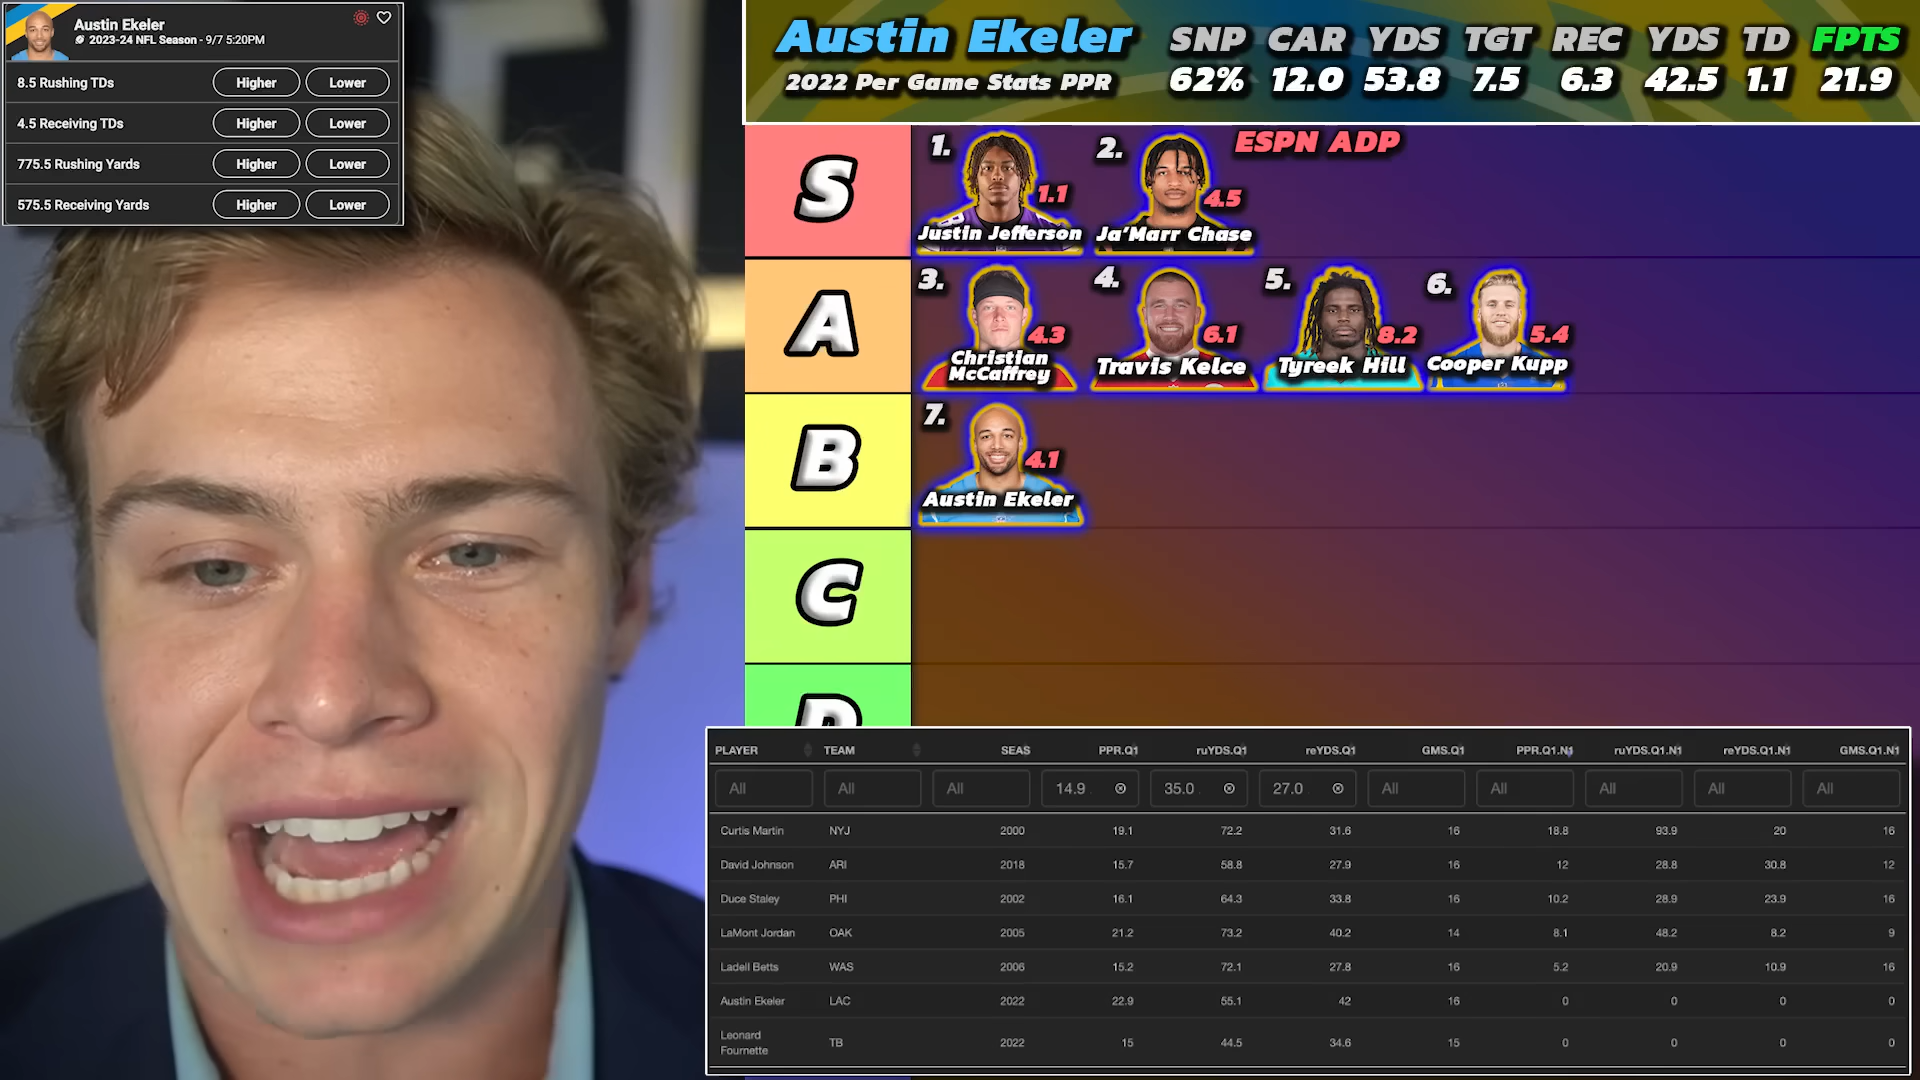 Austin Ekeler
2023-24 NFL Season - 9/7 5:20PM
8.5 Rushing TDs Higher Lower
4.5 Receiving TDs Higher Lower
775.5 Rushing Yards Higher Lower
575.5 Receiving Yards Higher Lower
Austin Ekeler SNP CAR YDS TGT REC YDS TD FPTS
2022 Per Game Stats PPR 62% 12.0 53.8 7.5 6.3 42.5 1.1 21.9
ESPN ADP
S
1. 1.1
Justin Jefferson
2. 4.5
Ja'Marr Chase
A
3. 4.3
Christian
McCaffrey
4. 6.1
Travis Kelce
5. 8.2
Tyreek Hill
6. 5.4
Cooper Kupp
B
7. 4.1
Austin Ekeler
C
D
PLAYER TEAM SEAS PPR.Q1 ruYDS.Q1 reYDS.Q1 GMS.Q1 PPR.Q1.N1 ruYDS.Q1.N1 reYDS.Q1.N1 GMS.Q1.N1
All All All 14.9 35.0 27.0 All All All All All
Curtis Martin NYJ 2000 19.1 72.2 31.6 16 18.8 93.9 20 16
David Johnson ARI 2018 15.7 58.8 27.9 16 12 28.8 30.8 12
Duce Staley PHI 2002 16.1 64.3 33.8 16 10.2 28.9 23.9 16
LaMont Jordan OAK 2005 21.2 73.2 40.2 14 8.1 48.2 8.2 9
Ladell Betts WAS 2006 15.2 72.1 27.8 16 5.2 20.9 10.9 16
Austin Ekeler LAC 2022 22.9 55.1 42 16 0 0 0 0
Leonard
Fournette TB 2022 15 44.5 34.6 15 0 0 0 0